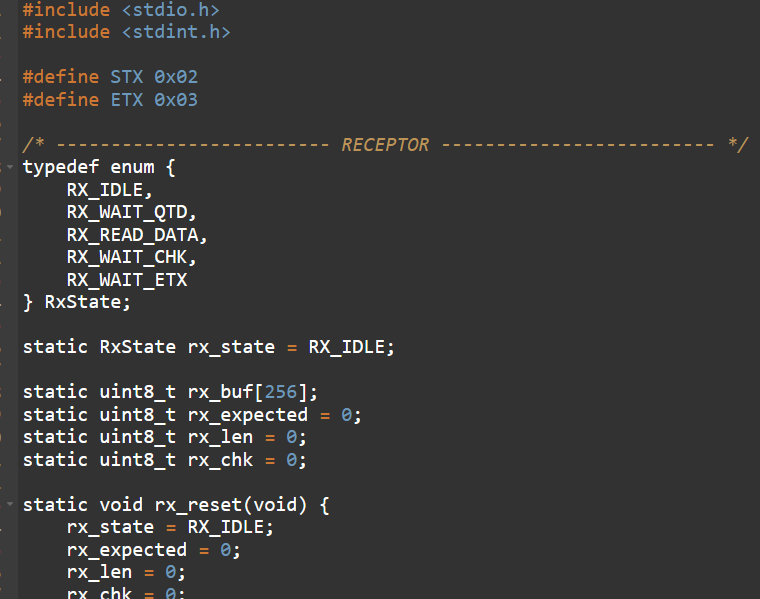 #include <stdio.h>
#include <stdint.h>
#define STX 0x02
#define ETX 0x03
/* ------------------------- RECEPTOR ------------------------- */
typedef enum {
    RX_IDLE,
    RX_WAIT_QTD,
    RX_READ_DATA,
    RX_WAIT_CHK,
    RX_WAIT_ETX
} RxState;
static RxState rx_state = RX_IDLE;
static uint8_t rx_buf[256];
static uint8_t rx_expected = 0;
static uint8_t rx_len = 0;
static uint8_t rx_chk = 0;
static void rx_reset(void) {
    rx_state = RX_IDLE;
    rx_expected = 0;
    rx_len = 0;
    rx_chk = 0;